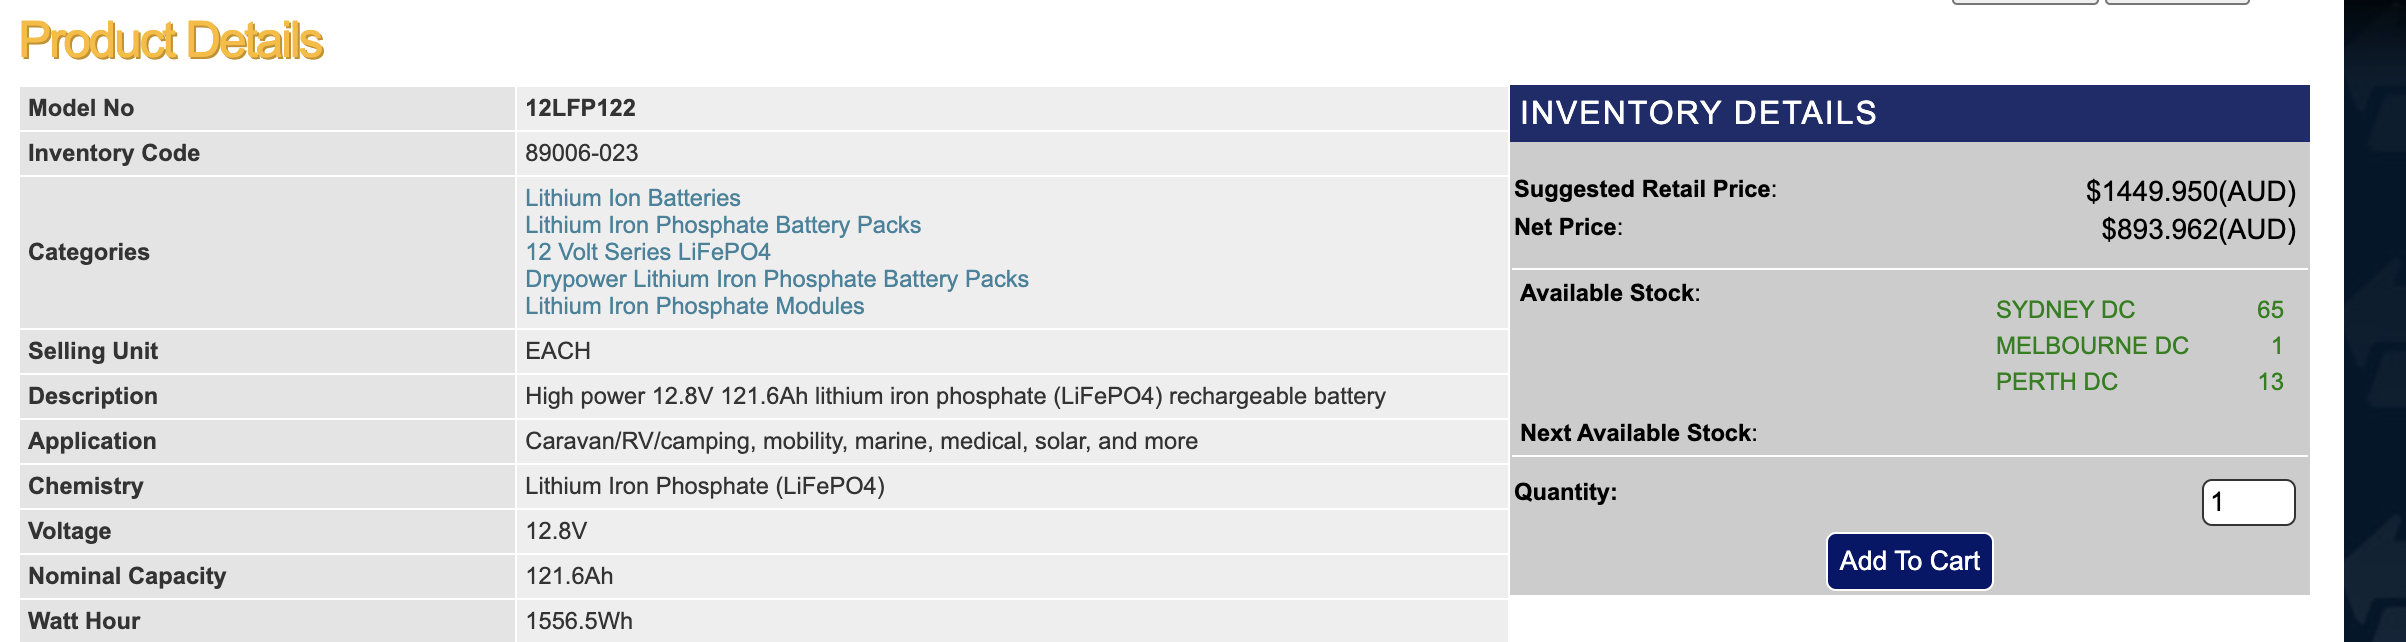 Product Details
Model No 12LFP122
Inventory Code 89006-023
Categories
Lithium Ion Batteries
Lithium Iron Phosphate Battery Packs
12 Volt Series LiFePO4
Drypower Lithium Iron Phosphate Battery Packs
Lithium Iron Phosphate Modules
Selling Unit EACH
Description High power 12.8V 121.6Ah lithium iron phosphate (LiFePO4) rechargeable battery
Application Caravan/RV/camping, mobility, marine, medical, solar, and more
Chemistry Lithium Iron Phosphate (LiFePO4)
Voltage 12.8V
Nominal Capacity 121.6Ah
Watt Hour 1556.5Wh
INVENTORY DETAILS
Suggested Retail Price: $1449.950(AUD)
Net Price: $893.962(AUD)
Available Stock:
SYDNEY DC 65
MELBOURNE DC 1
PERTH DC 13
Next Available Stock:
Quantity: 1
Add To Cart